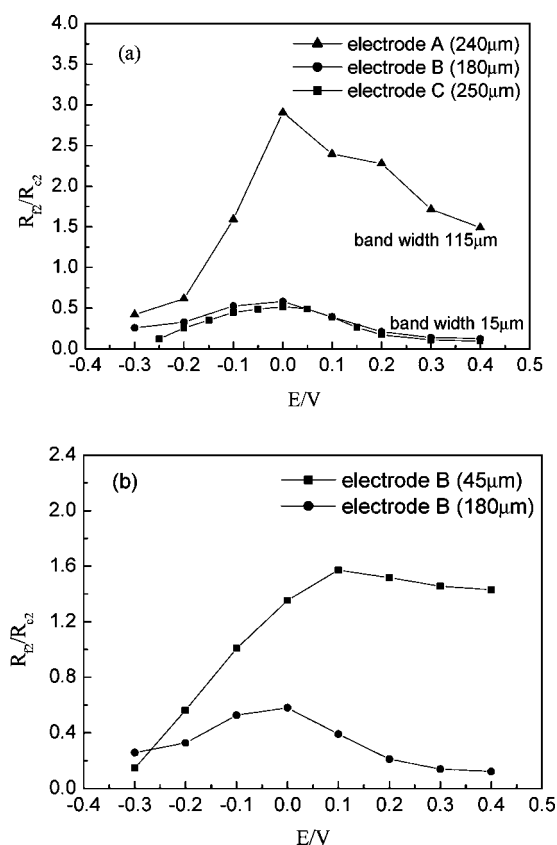 4.0
3.5
3.0
2.5
2.0
1.5
1.0
0.5
0.0
R_f2/R_c2
(a)
electrode A (240μm)
electrode B (180μm)
electrode C (250μm)
band width 115μm
band width 15μm
-0.4 -0.3 -0.2 -0.1 0.0 0.1 0.2 0.3 0.4 0.5
E/V
2.4
2.0
1.6
1.2
0.8
0.4
0.0
R_f2/R_c2
(b)
electrode B (45μm)
electrode B (180μm)
-0.4 -0.3 -0.2 -0.1 0.0 0.1 0.2 0.3 0.4 0.5
E/V